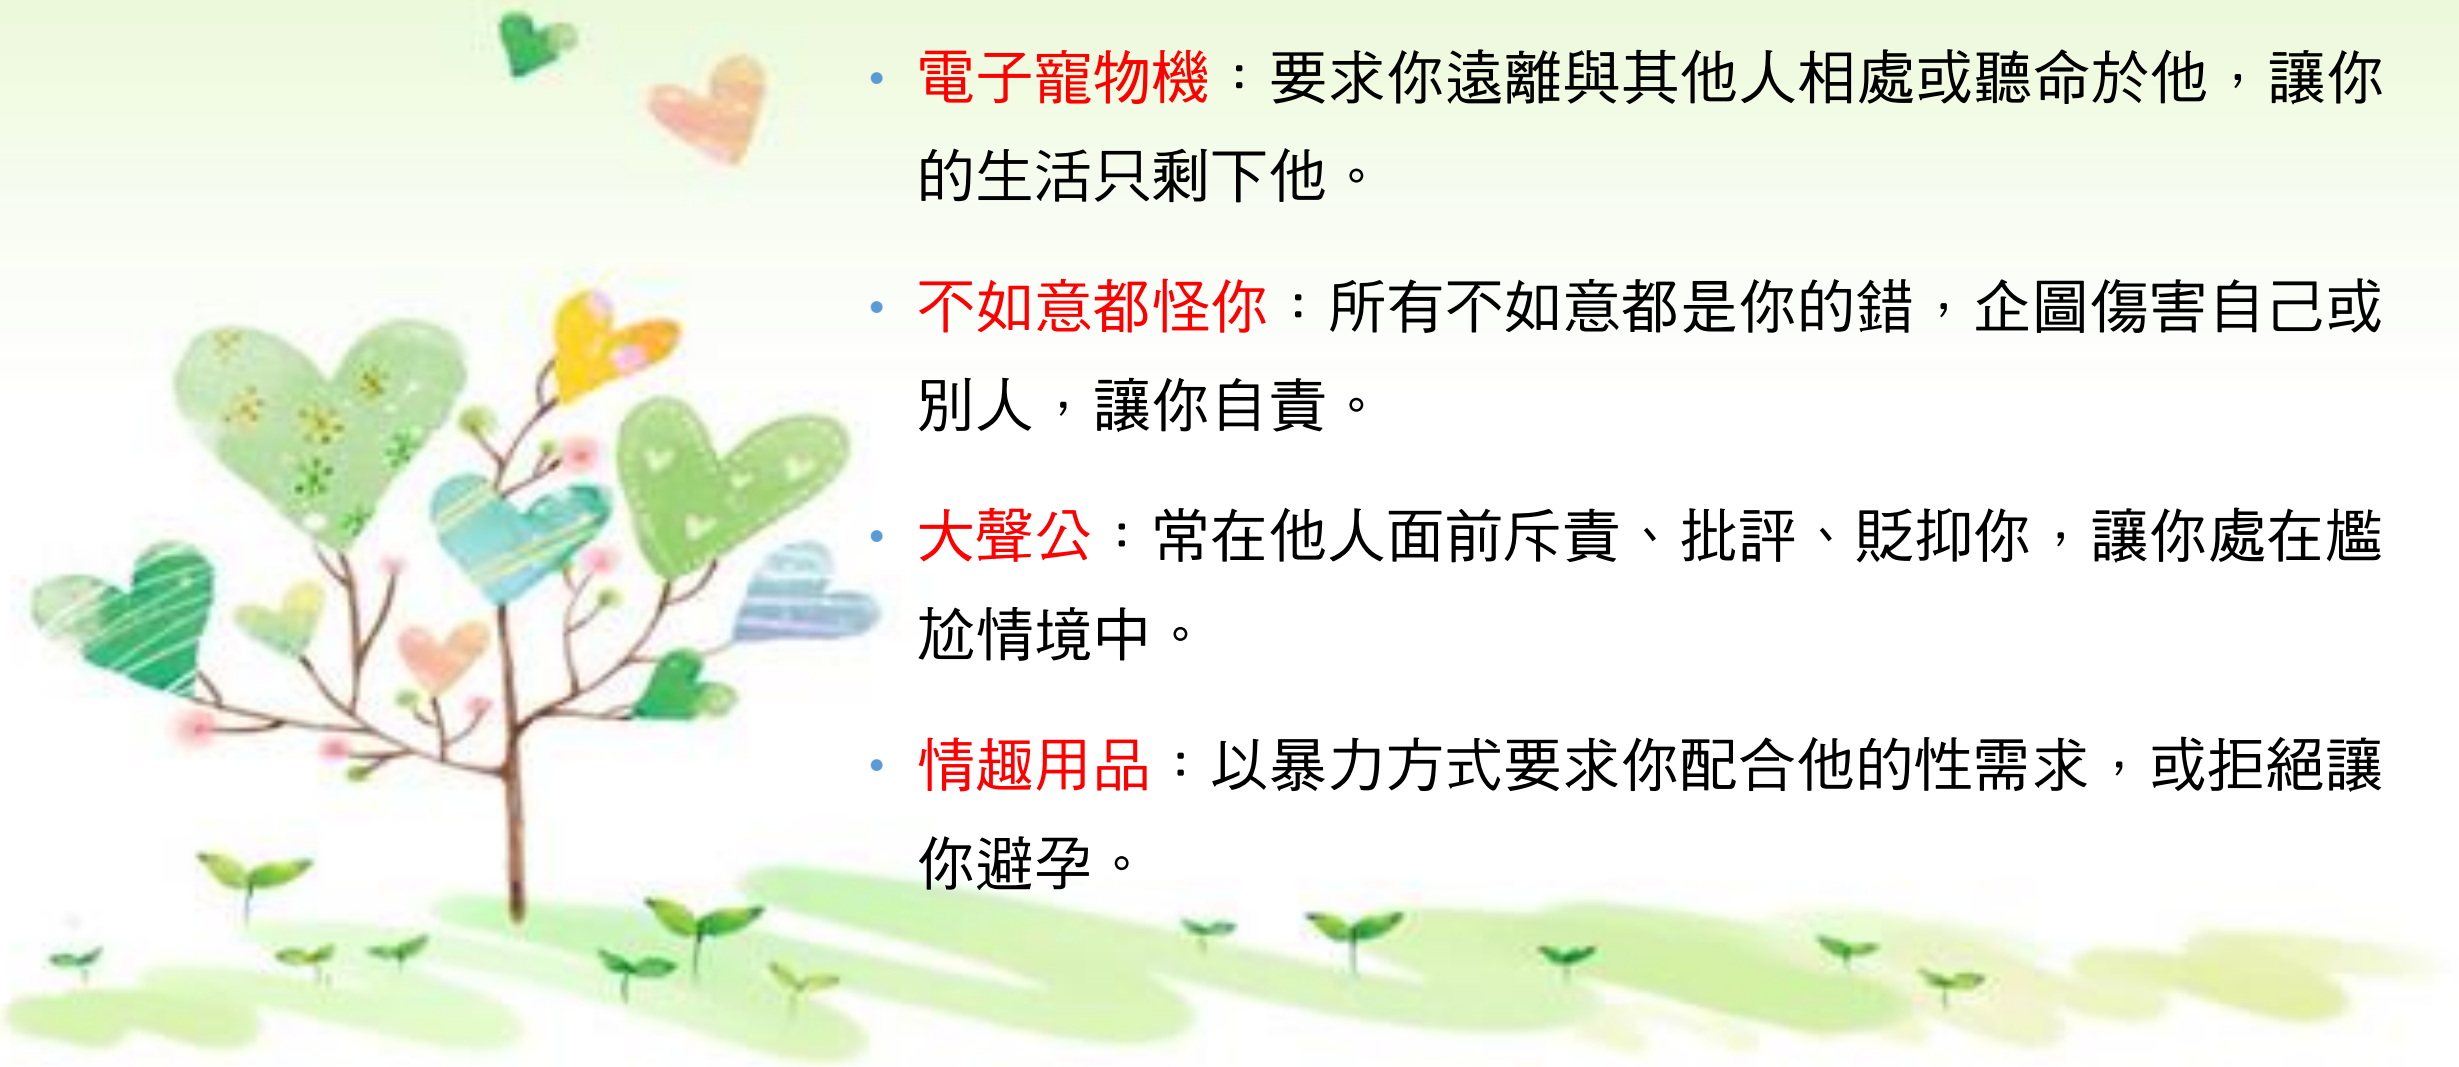 • 電子寵物機：要求你遠離與其他人相處或聽命於他，讓你
的生活只剩下他。
• 不如意都怪你：所有不如意都是你的錯，企圖傷害自己或
別人，讓你自責。
• 大聲公：常在他人面前斥責、批評、貶抑你，讓你處在尷
尬情境中。
• 情趣用品：以暴力方式要求你配合他的性需求，或拒絕讓
你避孕。